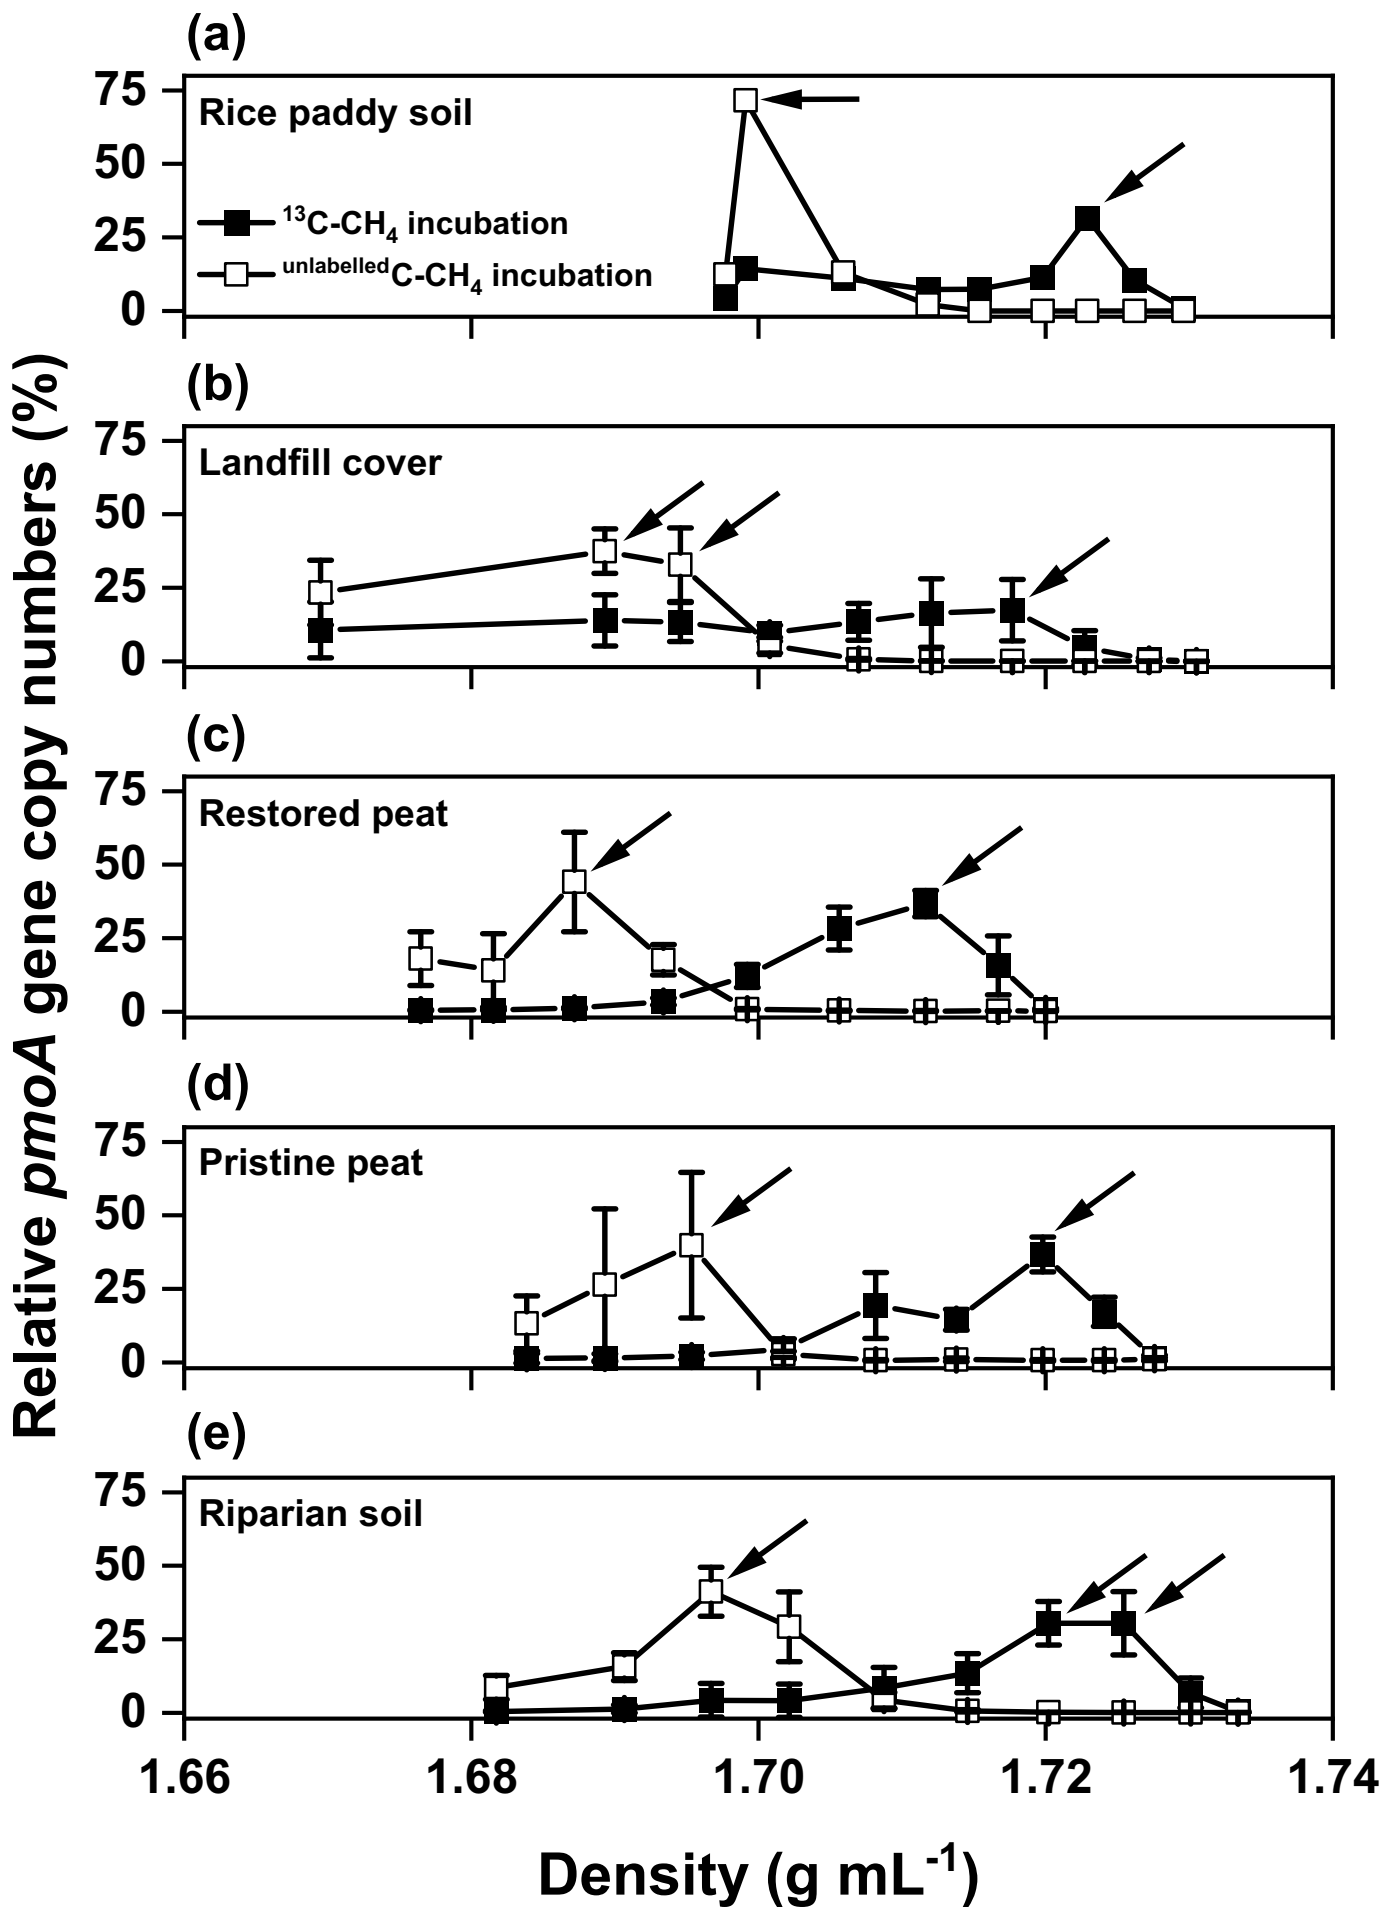 (a)
75
50
25
0
Rice paddy soil
¹³C-CH₄ incubation
ᵘⁿˡᵃᵇᵉˡˡᵉᵈC-CH₄ incubation
(b)
75
50
25
0
Landfill cover
(c)
75
50
25
0
Restored peat
(d)
75
50
25
0
Pristine peat
(e)
75
50
25
0
Riparian soil
1.66 1.68 1.70 1.72 1.74
Density (g mL⁻¹)
Relative pmoA gene copy numbers (%)